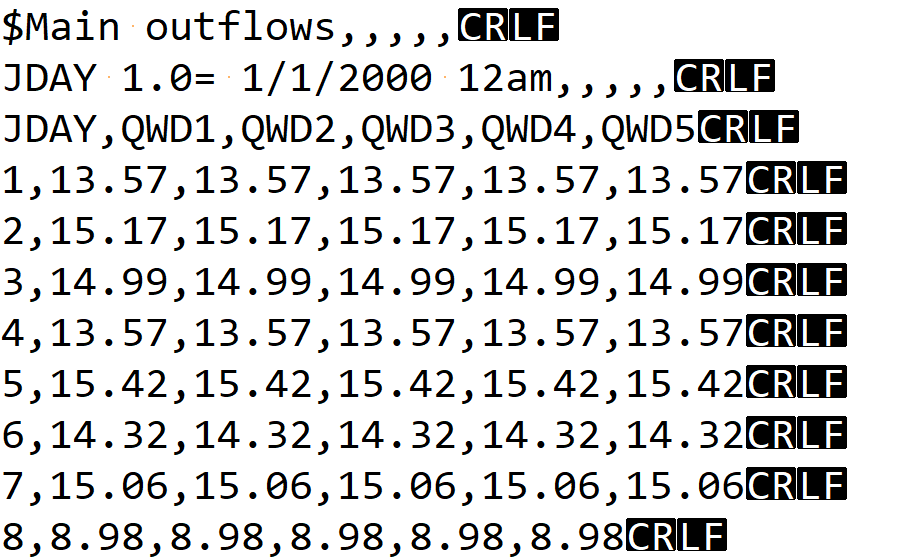 $Main outflows,,,,,CRLF
JDAY 1.0= 1/1/2000 12am,,,,,CRLF
JDAY,QWD1,QWD2,QWD3,QWD4,QWD5CRLF
1,13.57,13.57,13.57,13.57,13.57CRLF
2,15.17,15.17,15.17,15.17,15.17CRLF
3,14.99,14.99,14.99,14.99,14.99CRLF
4,13.57,13.57,13.57,13.57,13.57CRLF
5,15.42,15.42,15.42,15.42,15.42CRLF
6,14.32,14.32,14.32,14.32,14.32CRLF
7,15.06,15.06,15.06,15.06,15.06CRLF
8,8.98,8.98,8.98,8.98,8.98CRLF